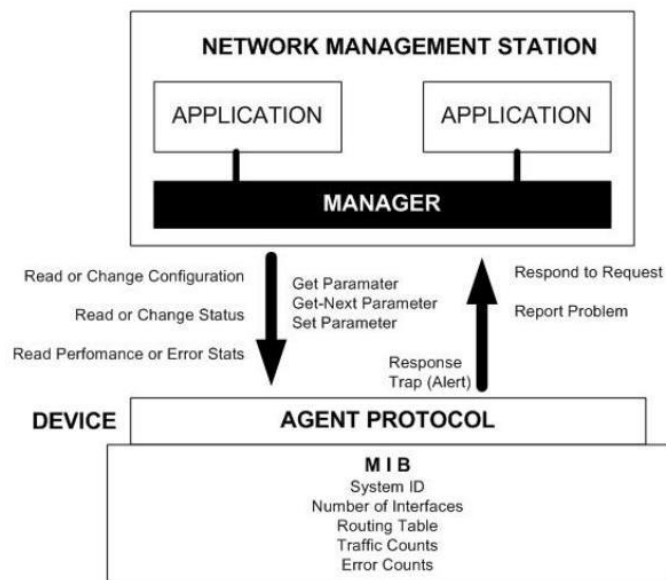 NETWORK MANAGEMENT STATION
APPLICATION
APPLICATION
MANAGER
Read or Change Configuration
Read or Change Status
Read Perfomance or Error Stats
Get Paramater
Get-Next Parameter
Set Parameter
Respond to Request
Report Problem
Response
Trap (Alert)
DEVICE
AGENT PROTOCOL
M I B
System ID
Number of Interfaces
Routing Table
Traffic Counts
Error Counts